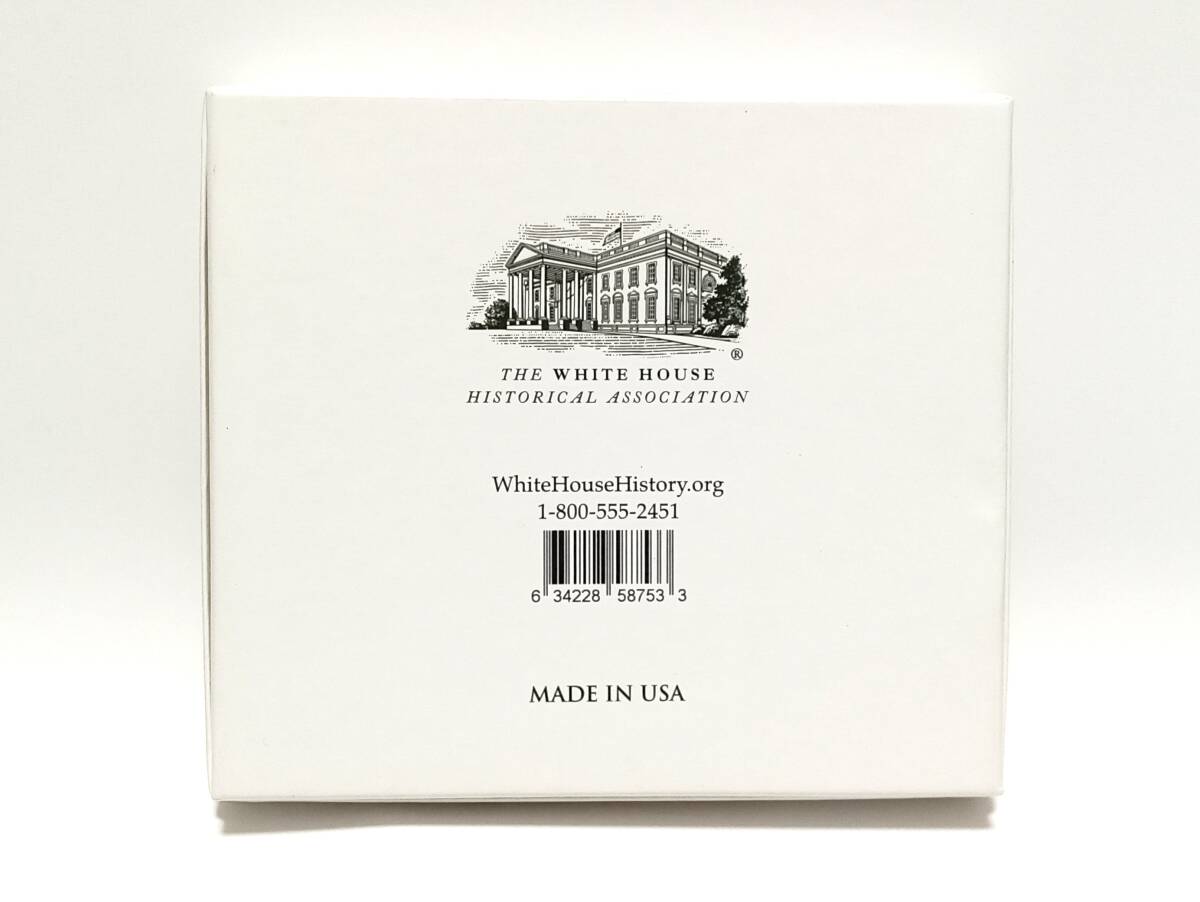 ®
THE WHITE HOUSE
HISTORICAL ASSOCIATION
WhiteHouseHistory.org
1-800-555-2451
6 34228 58753 3
MADE IN USA